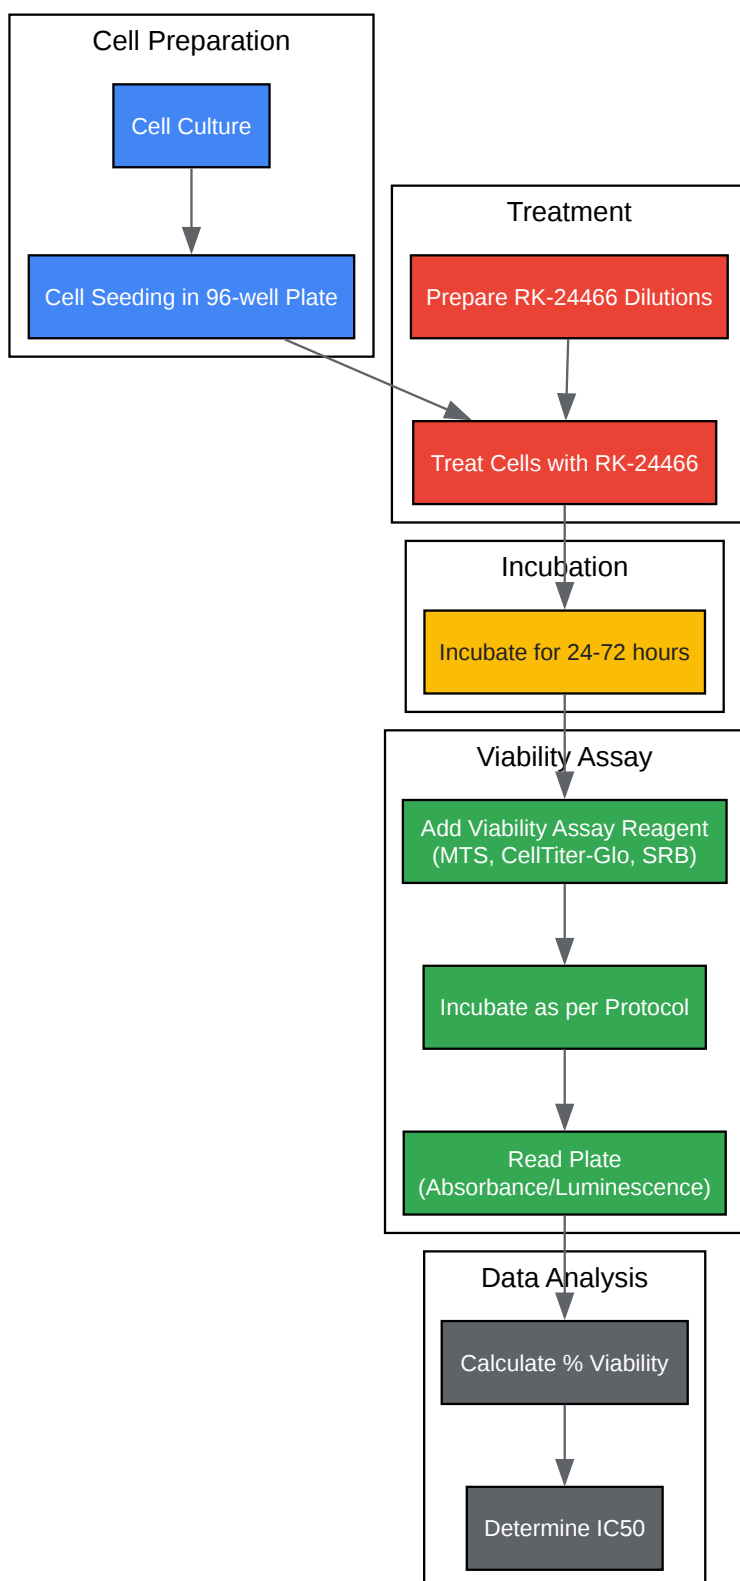 Cell Preparation
Cell Culture
Cell Seeding in 96-well Plate
Treatment
Prepare RK-24466 Dilutions
Treat Cells with RK-24466
Incubation
Incubate for 24-72 hours
Viability Assay
Add Viability Assay Reagent
(MTS, CellTiter-Glo, SRB)
Incubate as per Protocol
Read Plate
(Absorbance/Luminescence)
Data Analysis
Calculate % Viability
Determine IC50